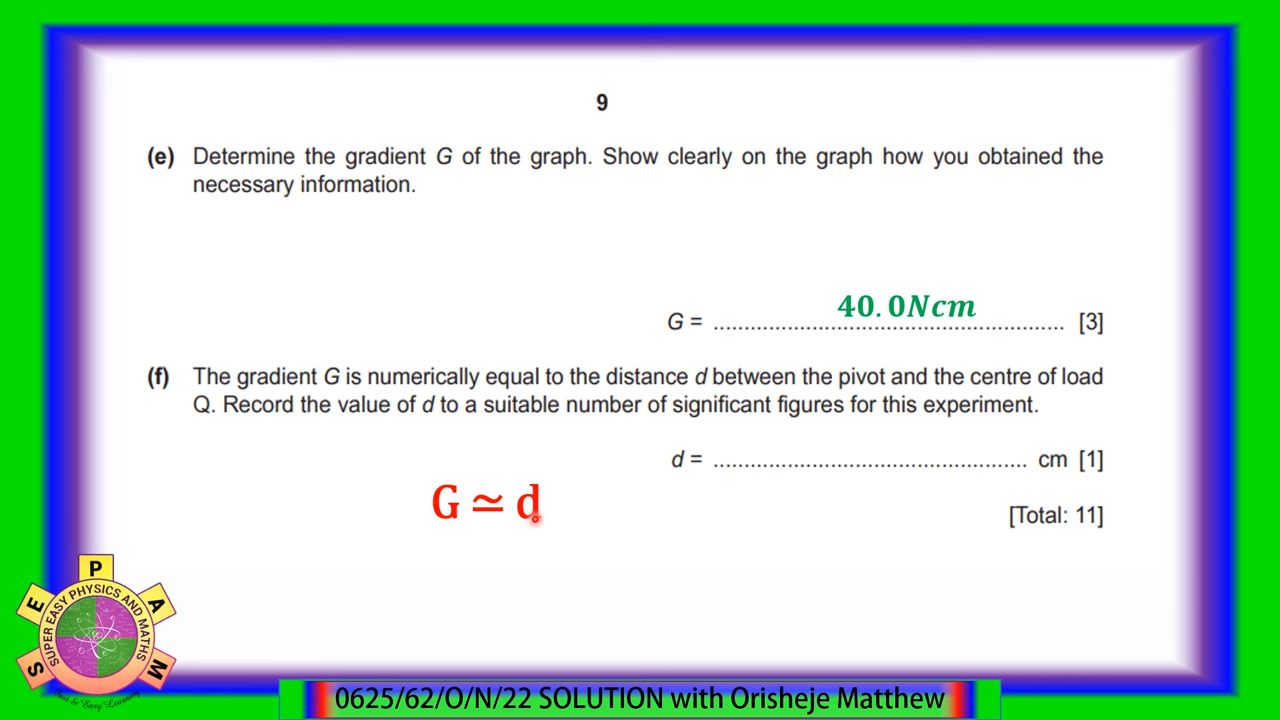 9
(e) Determine the gradient G of the graph. Show clearly on the graph how you obtained the
necessary information.
40.0Ncm
G = .......................................................... [3]
(f) The gradient G is numerically equal to the distance d between the pivot and the centre of load
Q. Record the value of d to a suitable number of significant figures for this experiment.
d = ................................................... cm [1]
G ≃ d
[Total: 11]
S E P A M
SUPER EASY PHYSICS AND MATHS
Fast & Easy Learning
0625/62/O/N/22 SOLUTION with Orisheje Matthew